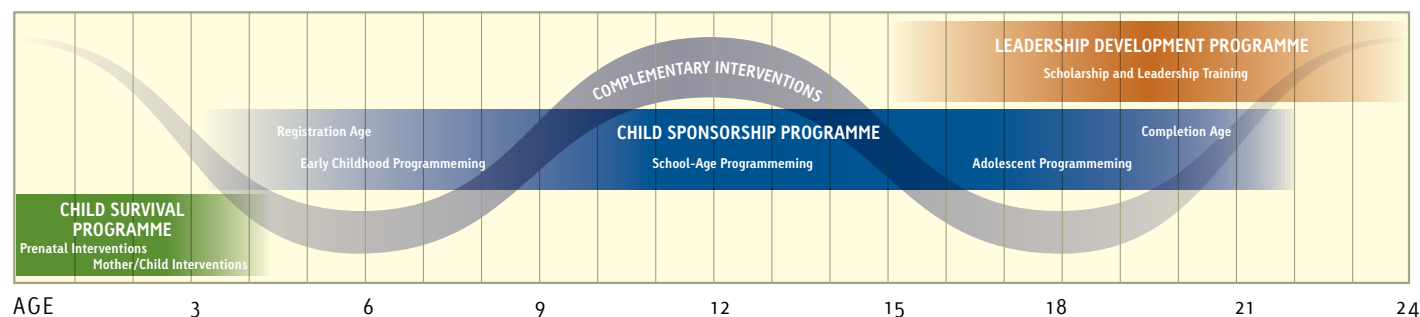 LEADERSHIP DEVELOPMENT PROGRAMME
Scholarship and Leadership Training
COMPLEMENTARY INTERVENTIONS
Registration Age
CHILD SPONSORSHIP PROGRAMME
Completion Age
Early Childhood Programmeming
School-Age Programmeming
Adolescent Programmeming
CHILD SURVIVAL
PROGRAMME
Prenatal Interventions
Mother/Child Interventions
AGE 3 6 9 12 15 18 21 24